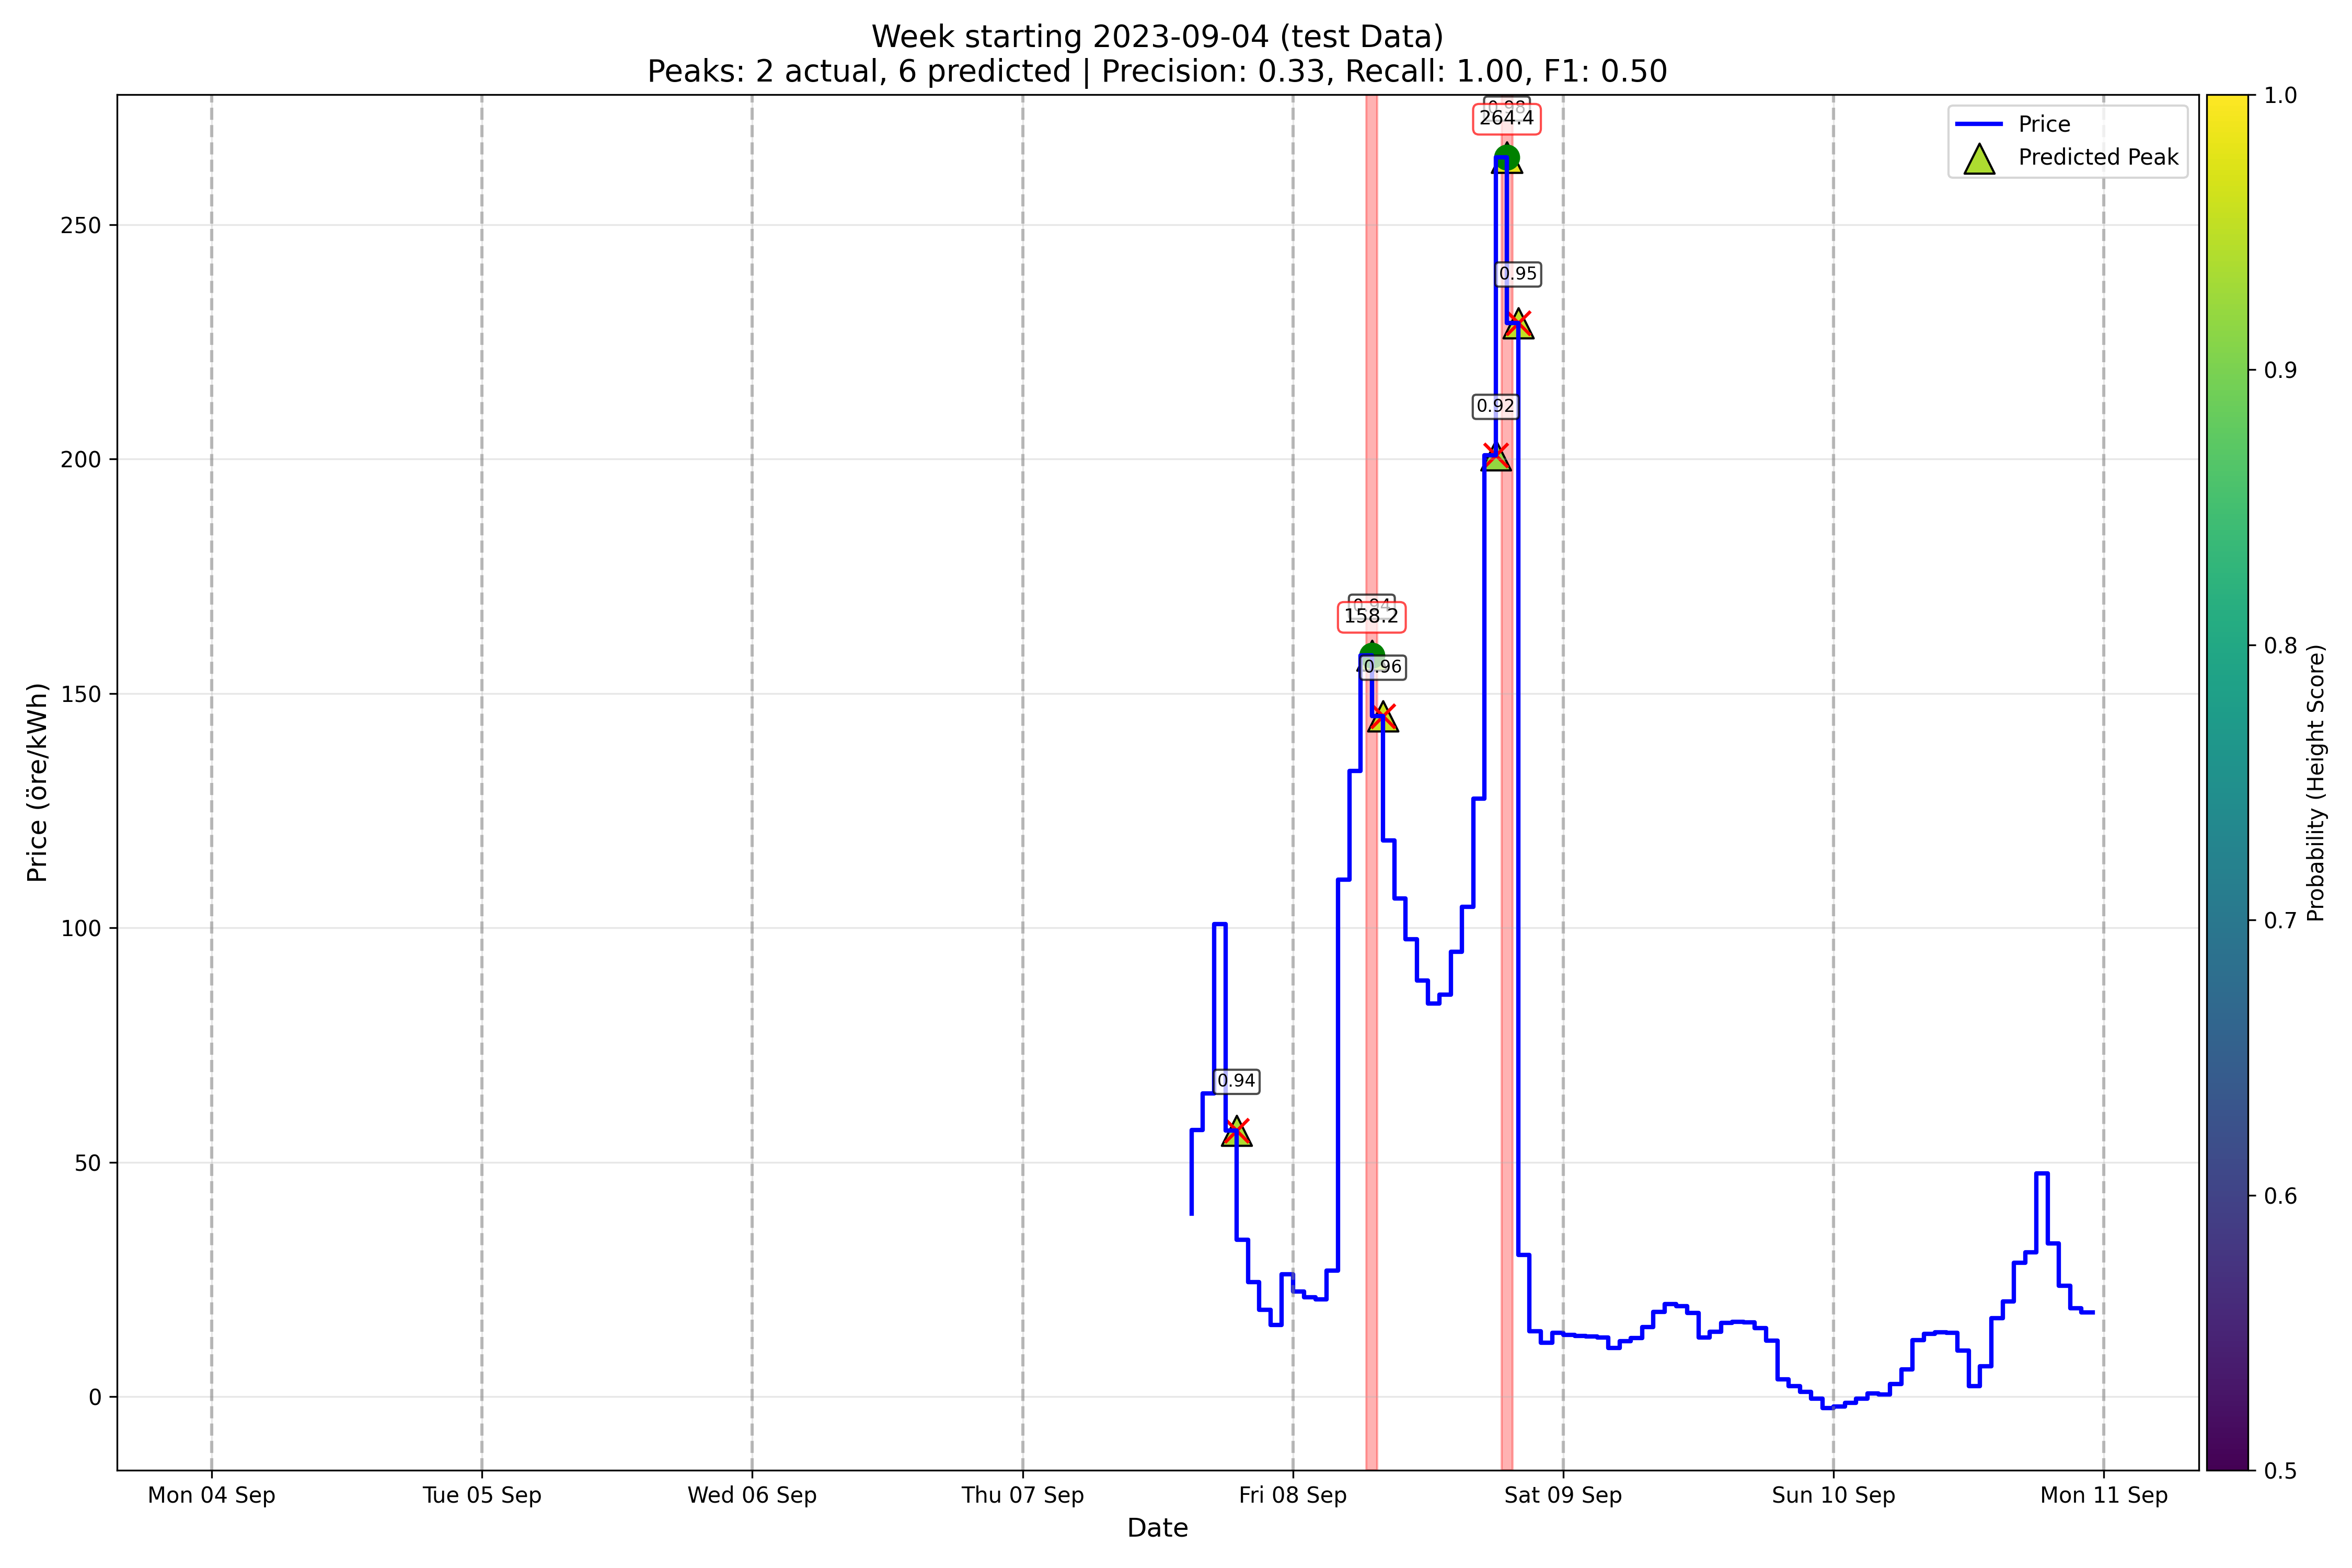 Week starting 2023-09-04 (test Data)
Peaks: 2 actual, 6 predicted | Precision: 0.33, Recall: 1.00, F1: 0.50
Price
Predicted Peak
0.98
264.4
0.95
0.92
0.94
158.2
0.96
0.94
Price (öre/kWh)
250
200
150
100
50
0
Mon 04 Sep
Tue 05 Sep
Wed 06 Sep
Thu 07 Sep
Fri 08 Sep
Sat 09 Sep
Sun 10 Sep
Mon 11 Sep
Date
1.0
0.9
0.8
0.7
0.6
0.5
Probability (Height Score)